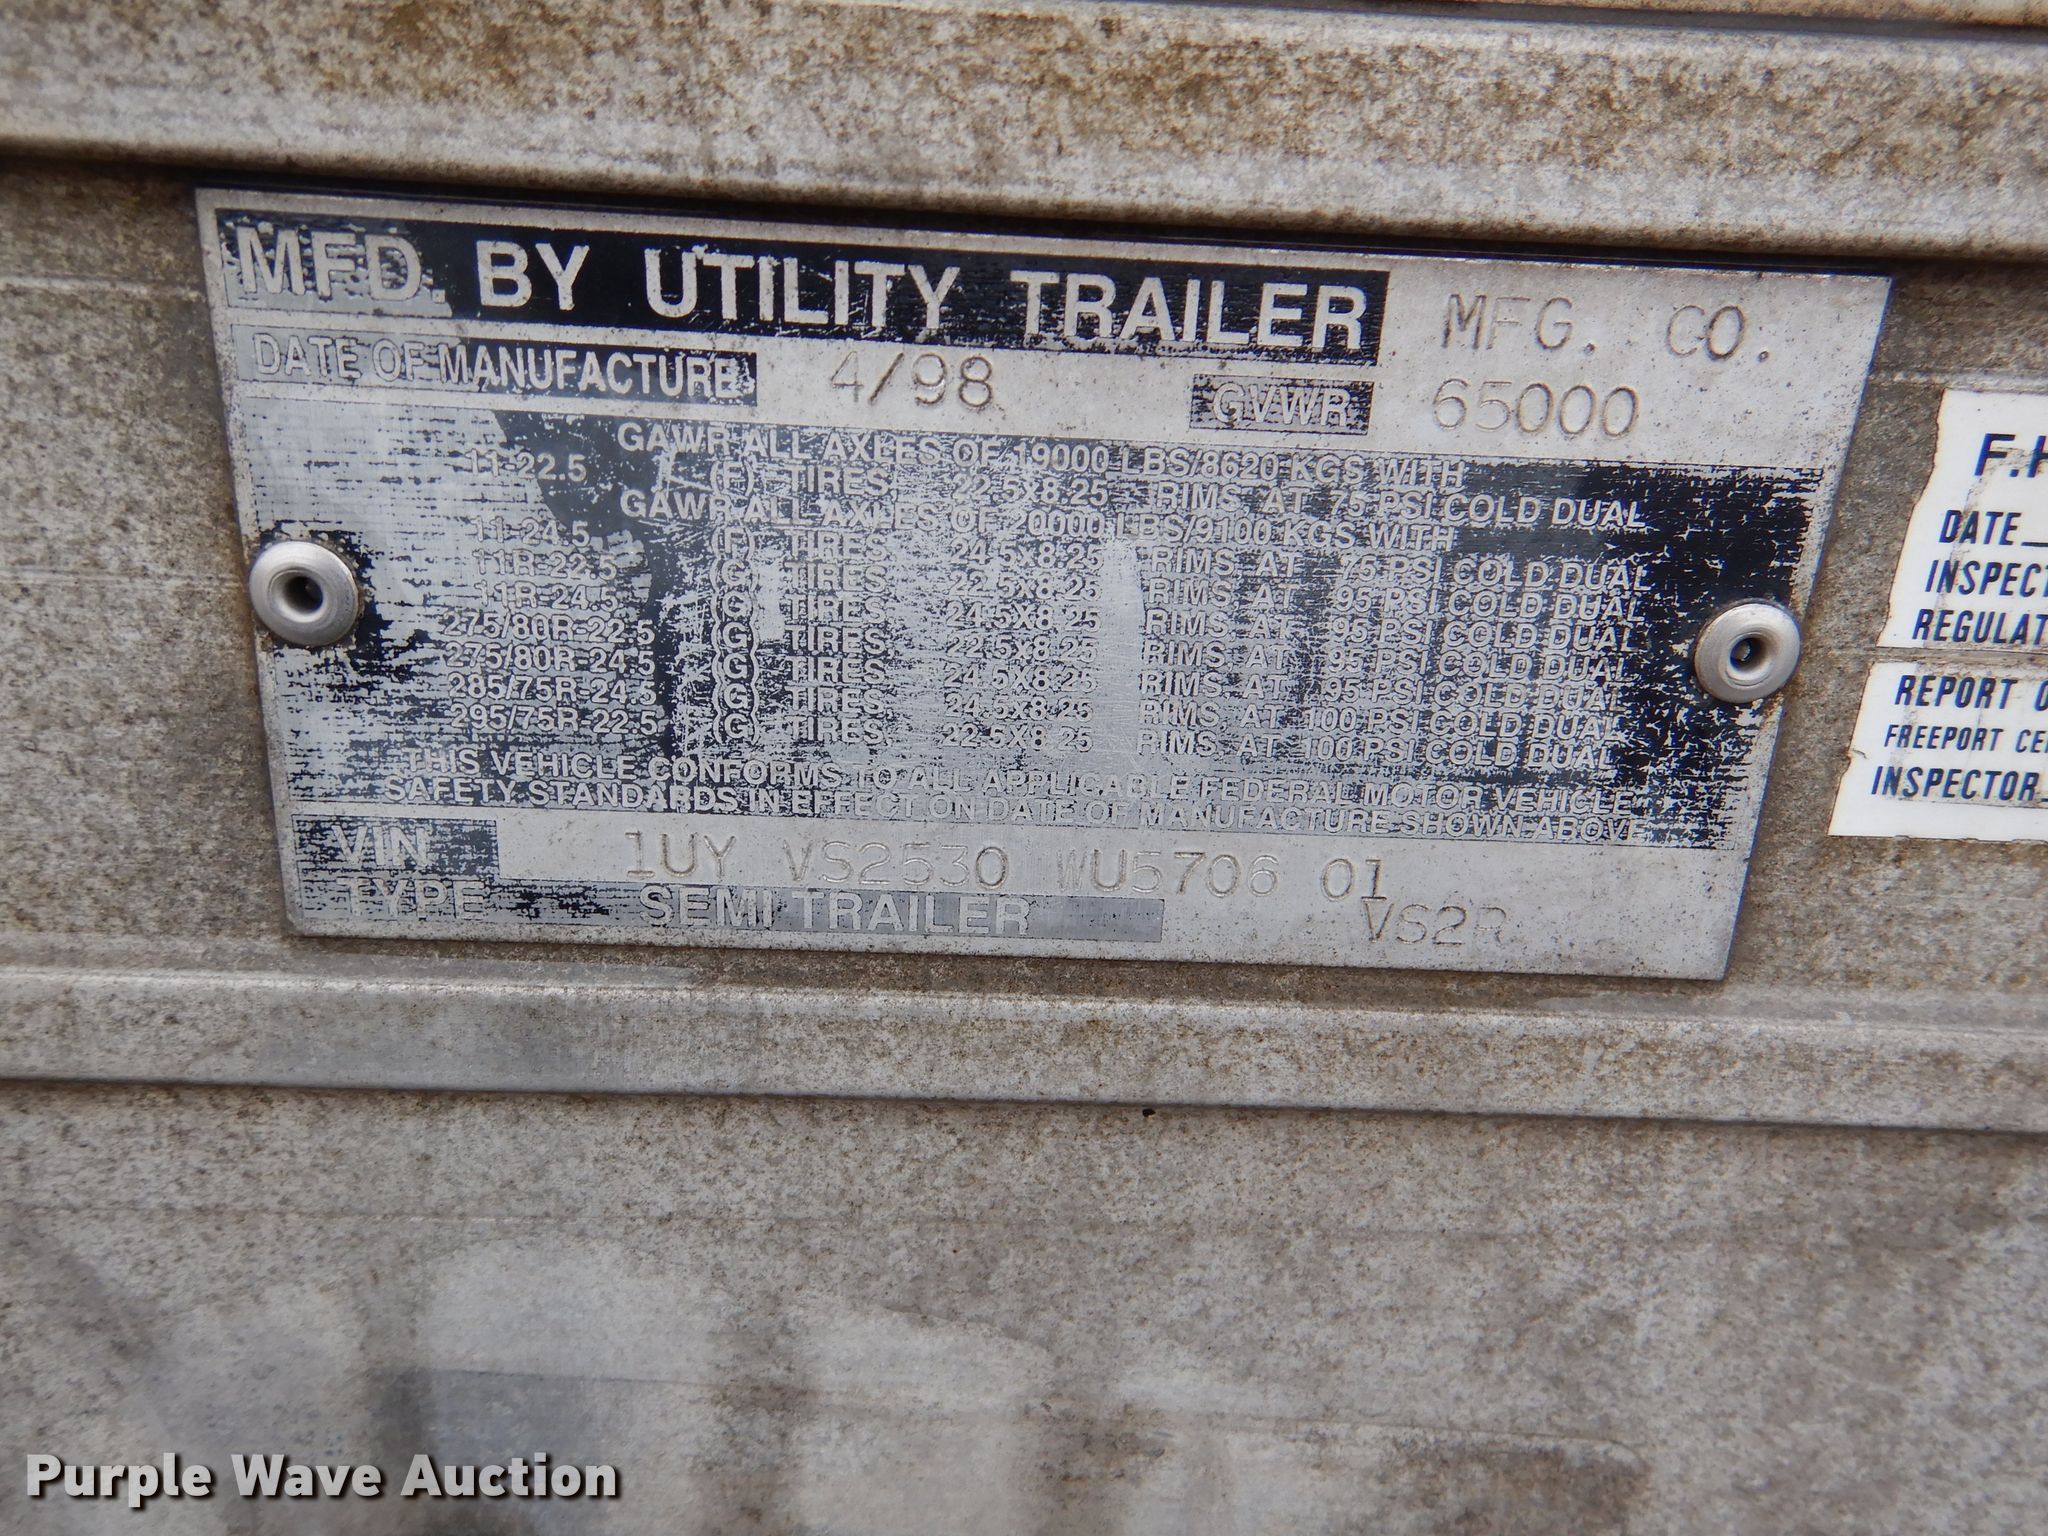 MFD. BY UTILITY TRAILER MFG. CO.
DATE OF MANUFACTURE 4/98 GVWR 65000
GAWR ALL AXLES OF 19000 LBS/8620 KGS WITH
11-22.5 (F) TIRES. 22.5X8.25 RIMS. AT 75 PSI COLD DUAL
GAWR ALL AXLES OF 20000 LBS/9100 KGS WITH
11-24.5 (F) TIRES. 24.5X8.25 RIMS. AT 75 PSI COLD DUAL
11R-22.5 (G) TIRES. 22.5X8.25 RIMS. AT 95 PSI COLD DUAL
11R-24.5 (G) TIRES. 24.5X8.25 RIMS. AT 95 PSI COLD DUAL
275/80R-22.5 (G) TIRES. 22.5X8.25 RIMS. AT 95 PSI COLD DUAL
275/80R-24.5 (G) TIRES. 24.5X8.25 RIMS. AT 95 PSI COLD DUAL
285/75R-24.5 (G) TIRES. 24.5X8.25 RIMS. AT 100 PSI COLD DUAL
295/75R-22.5 (G) TIRES. 22.5X8.25 RIMS. AT 100 PSI COLD DUAL
THIS VEHICLE CONFORMS TO ALL APPLICABLE FEDERAL MOTOR VEHICLE
SAFETY STANDARDS IN EFFECT ON DATE OF MANUFACTURE SHOWN ABOVE
VIN 1UY VS2530 WU5706 01
TYPE SEMI TRAILER VS2R
F.H
DATE
INSPECT
REGULAT
REPORT O
FREEPORT CE
INSPECTOR
Purple Wave Auction